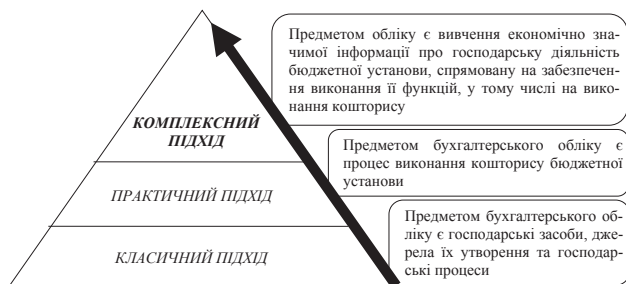 Предметом обліку є вивчення економічно зна-
чимої інформації про господарську діяльність
бюджетної установи, спрямовану на забезпечен-
ня виконання її функцій, у тому числі на вико-
нання кошторису
КОМПЛЕКСНИЙ
ПІДХІД
Предметом бухгалтерського обліку є
процес виконання кошторису бюджетної
установи
ПРАКТИЧНИЙ ПІДХІД
Предметом бухгалтерського об-
ліку є господарські засоби, дже-
рела їх утворення та господар-
ські процеси
КЛАСИЧНИЙ ПІДХІД